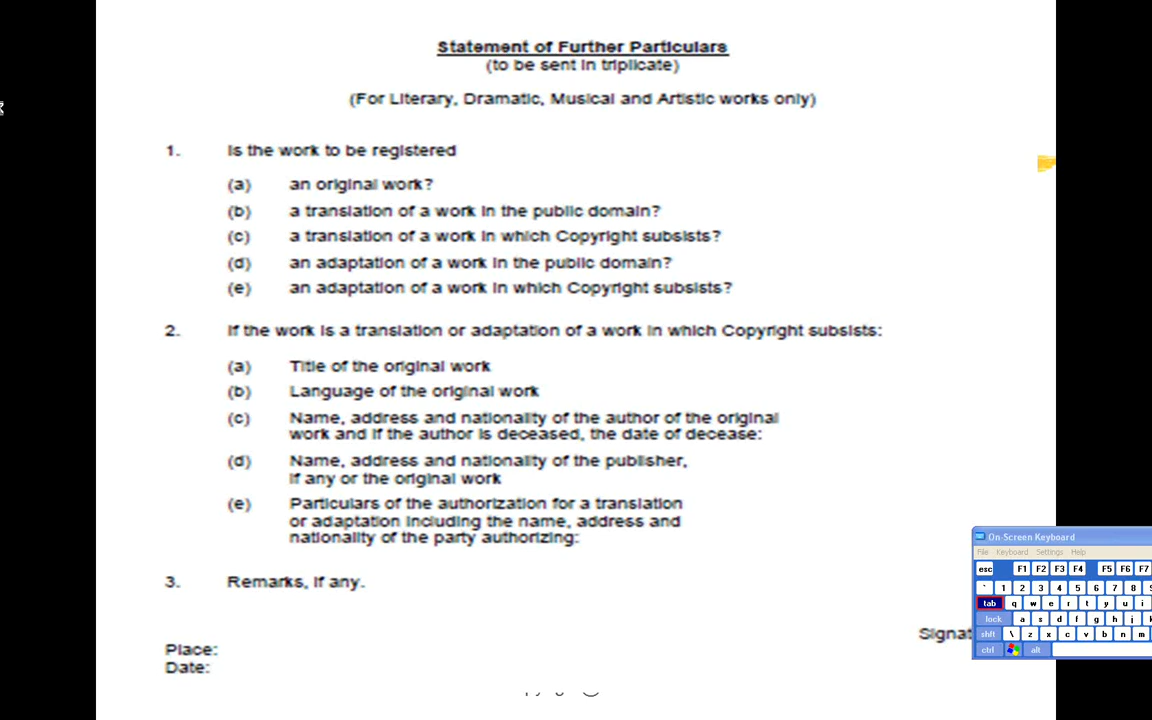 Statement of Further Particulars
(to be sent in triplicate)
(For Literary, Dramatic, Musical and Artistic works only)
1. Is the work to be registered
(a) an original work?
(b) a translation of a work in the public domain?
(c) a translation of a work in which Copyright subsists?
(d) an adaptation of a work in the public domain?
(e) an adaptation of a work in which Copyright subsists?
2. If the work is a translation or adaptation of a work in which Copyright subsists:
(a) Title of the original work
(b) Language of the original work
(c) Name, address and nationality of the author of the original
work and if the author is deceased, the date of decease:
(d) Name, address and nationality of the publisher,
if any or the original work
(e) Particulars of the authorization for a translation
or adaptation including the name, address and
nationality of the party authorizing:
3. Remarks, if any.
Signat
Place:
Date:
On-Screen Keyboard
File Keyboard Settings Help
esc F1 F2 F3 F4 F5 F6 F7
` 1 2 3 4 5 6 7 8 9
tab q w e r t y u i
lock a s d f g h j k
shft \ z x c v b n m
ctrl alt